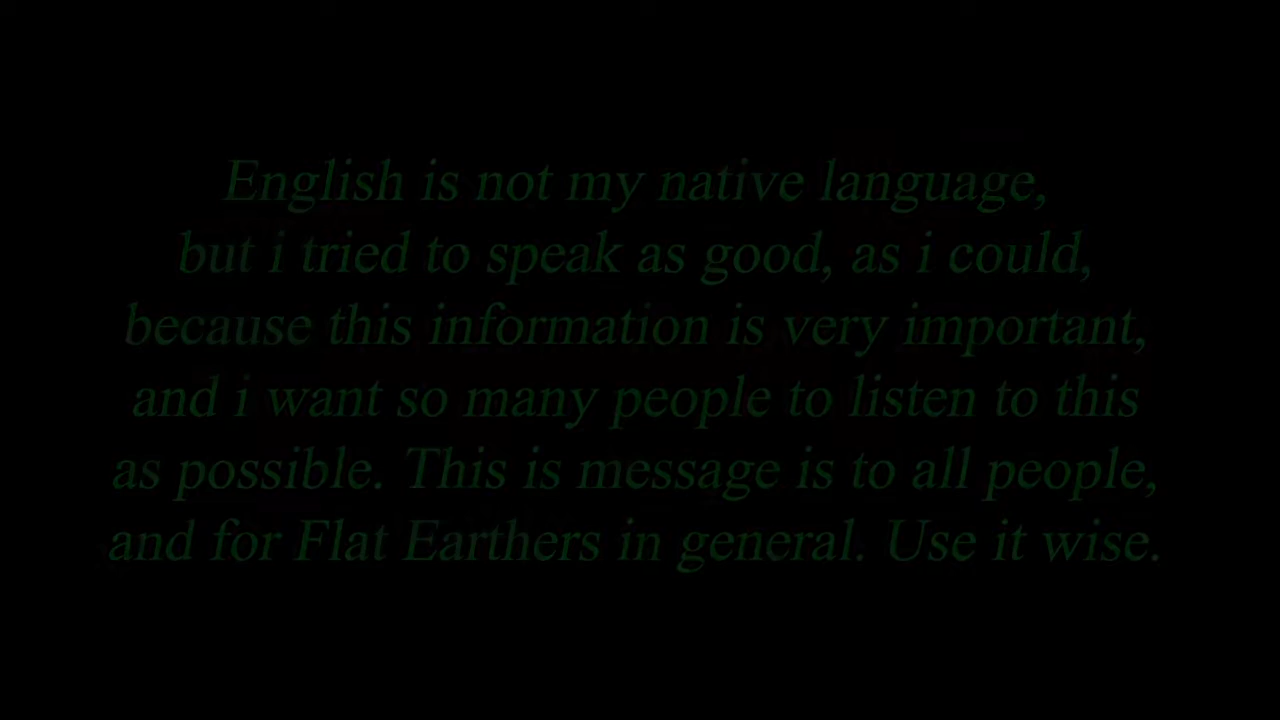 English is not my native language,
but i tried to speak as good, as i could,
because this information is very important,
and i want so many people to listen to this
as possible. This is message is to all people,
and for Flat Earthers in general. Use it wise.